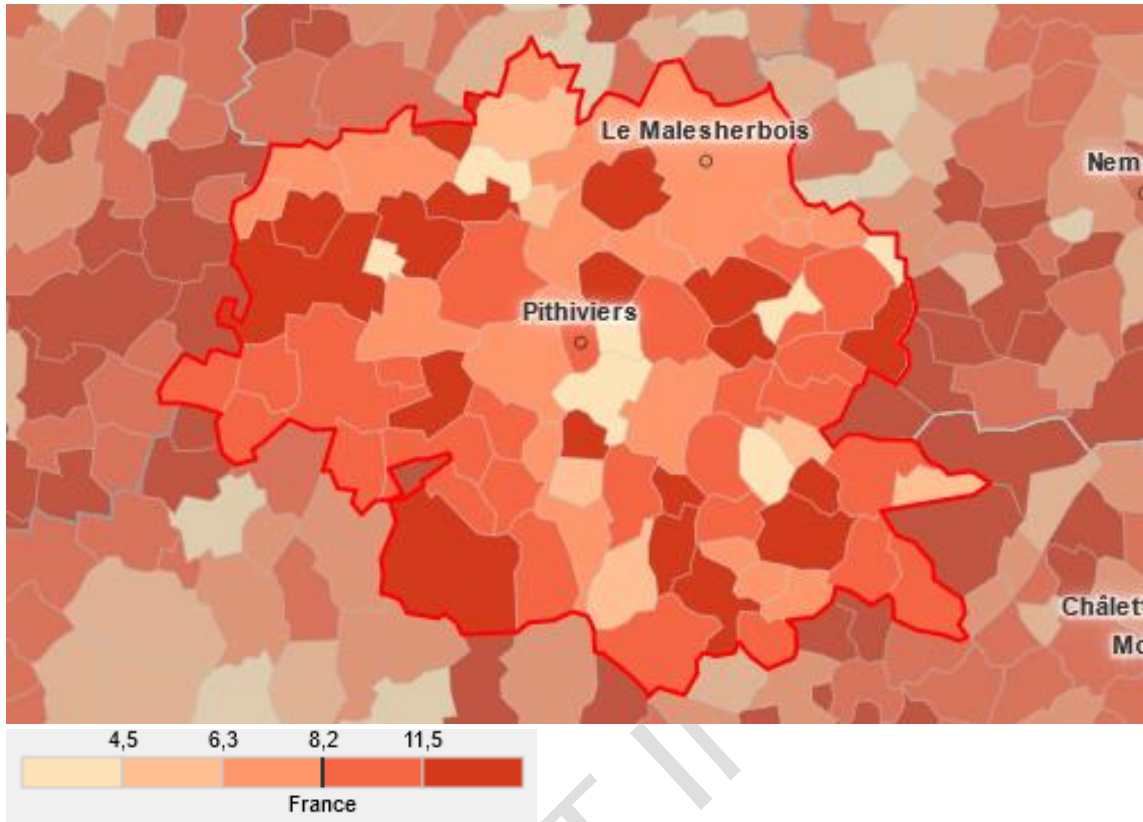 Le Malesherbois
Nem
Pithiviers
Châlet
Mo
4,5 6,3 8,2 11,5
France